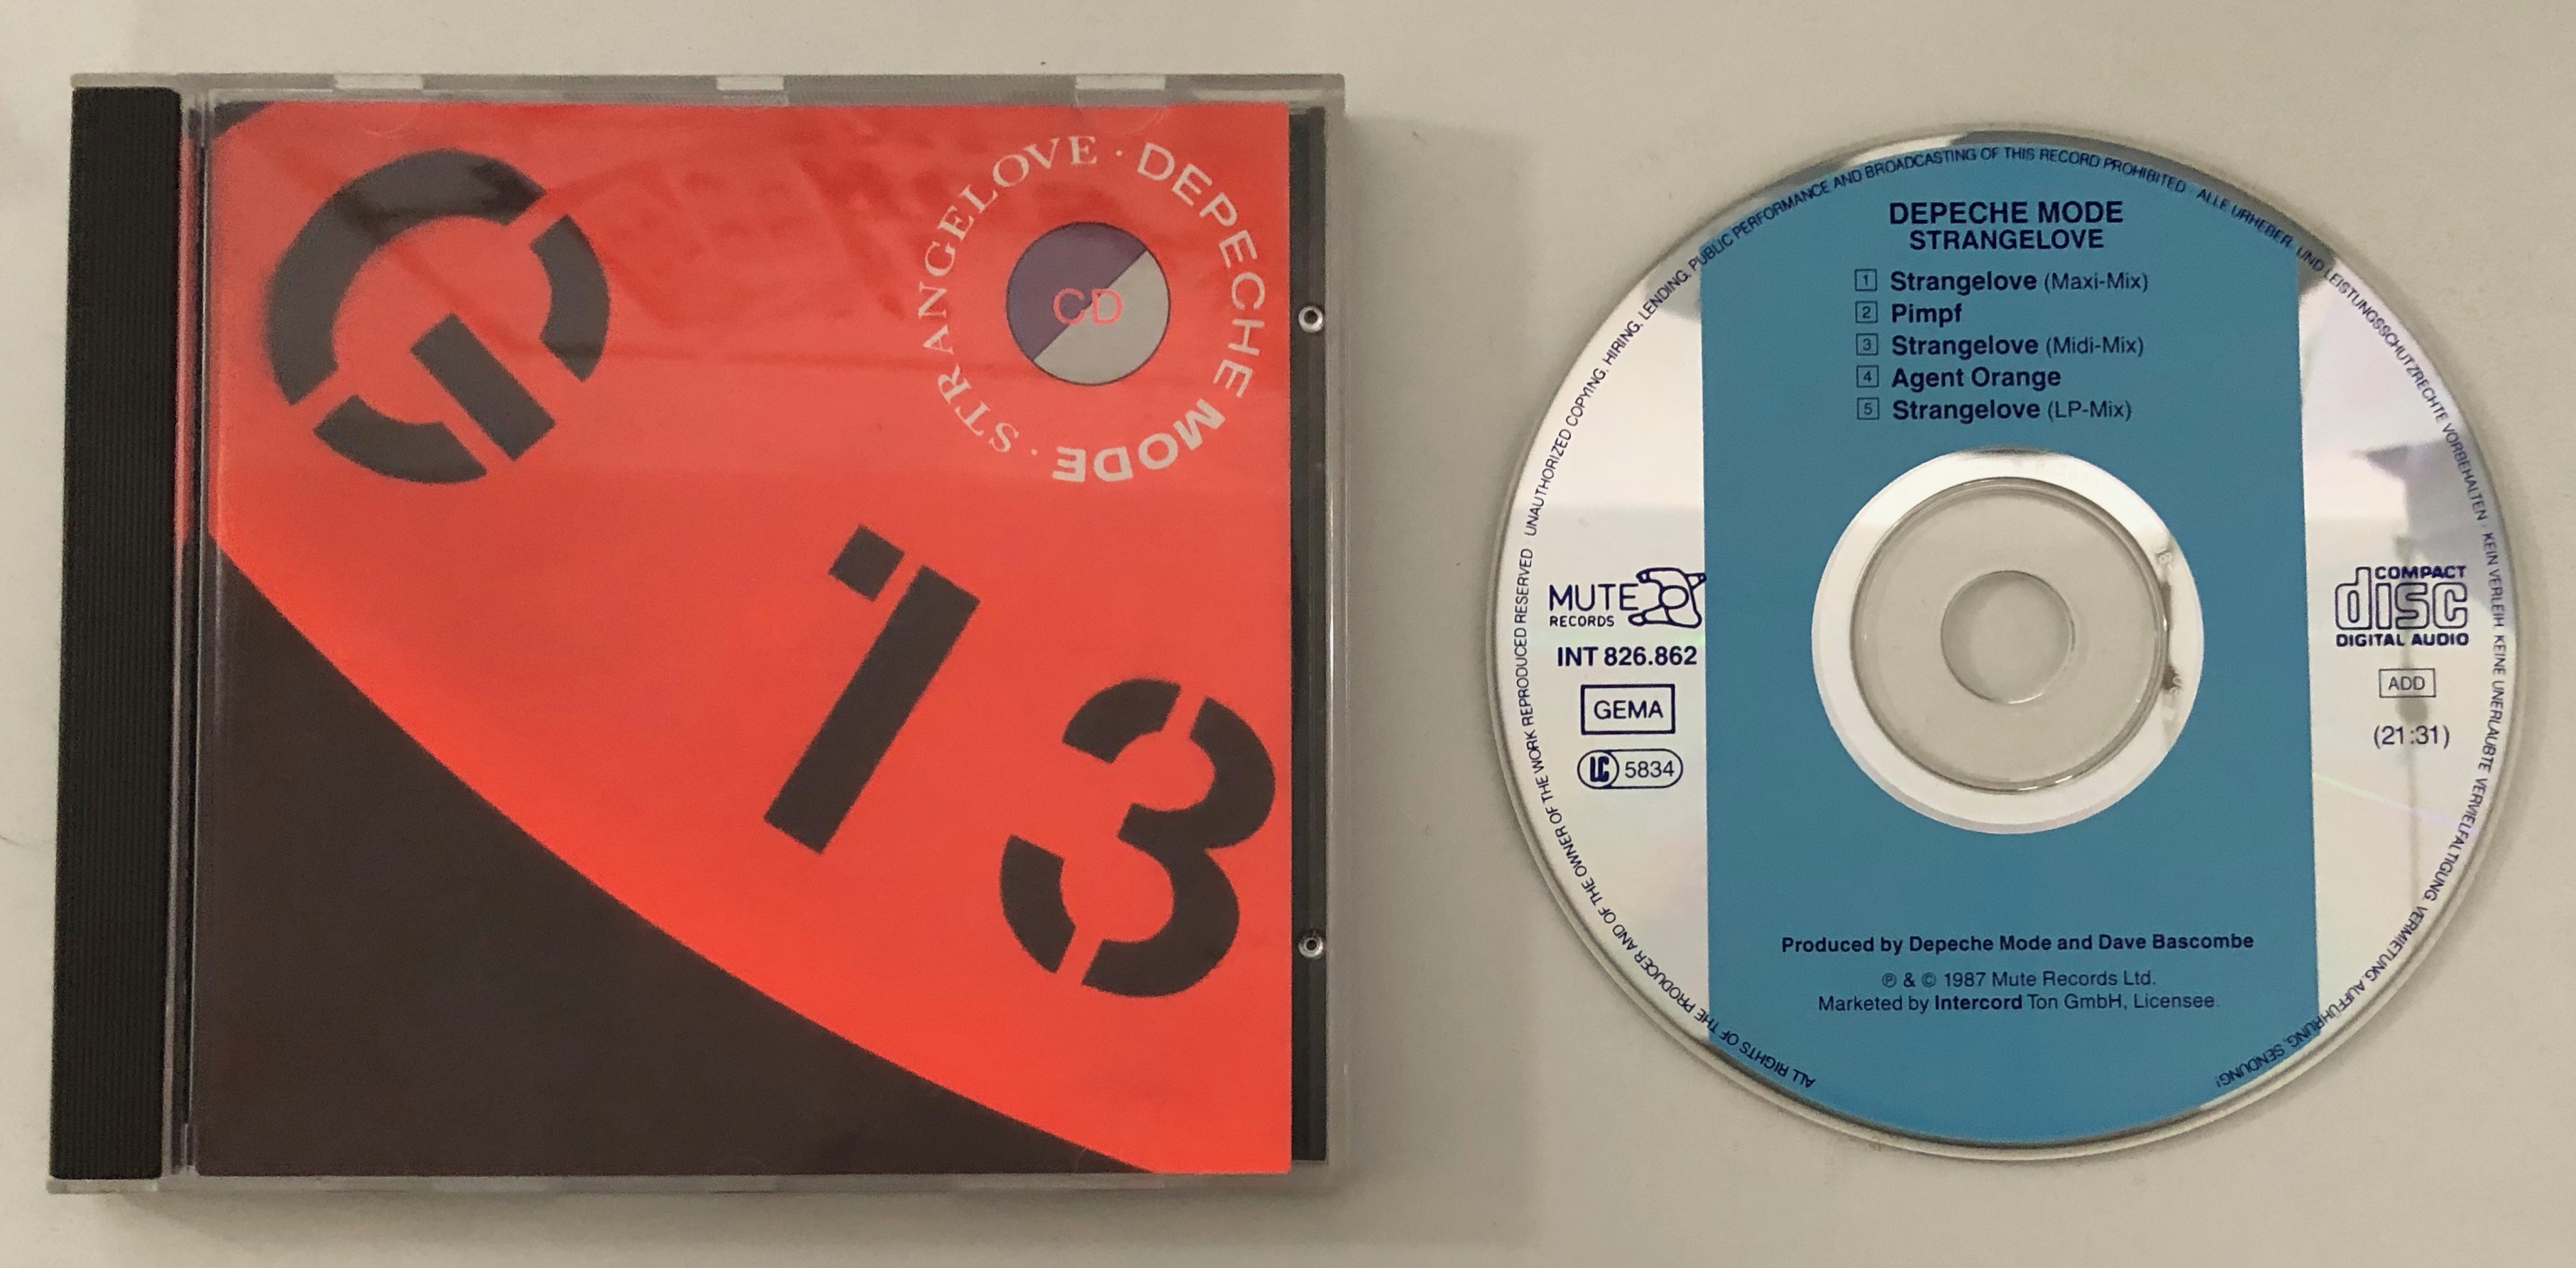 STRANGELOVE · DEPECHE MODE ·
CD
G
13
DEPECHE MODE
STRANGELOVE
1 Strangelove (Maxi-Mix)
2 Pimpf
3 Strangelove (Midi-Mix)
4 Agent Orange
5 Strangelove (LP-Mix)
MUTE
RECORDS
INT 826.862
GEMA
LC 5834
COMPACT
disc
DIGITAL AUDIO
ADD
(21:31)
Produced by Depeche Mode and Dave Bascombe
℗ & © 1987 Mute Records Ltd.
Marketed by Intercord Ton GmbH, Licensee.
ALL RIGHTS OF THE PRODUCER AND OF THE OWNER OF THE WORK REPRODUCED RESERVED · UNAUTHORIZED COPYING, HIRING, LENDING, PUBLIC PERFORMANCE AND BROADCASTING OF THIS RECORD PROHIBITED · ALLE URHEBER- UND LEISTUNGSSCHUTZRECHTE VORBEHALTEN · KEIN VERLEIH. KEINE UNERLAUBTE VERVIELFÄLTIGUNG, VERMIETUNG, AUFFÜHRUNG, SENDUNG!